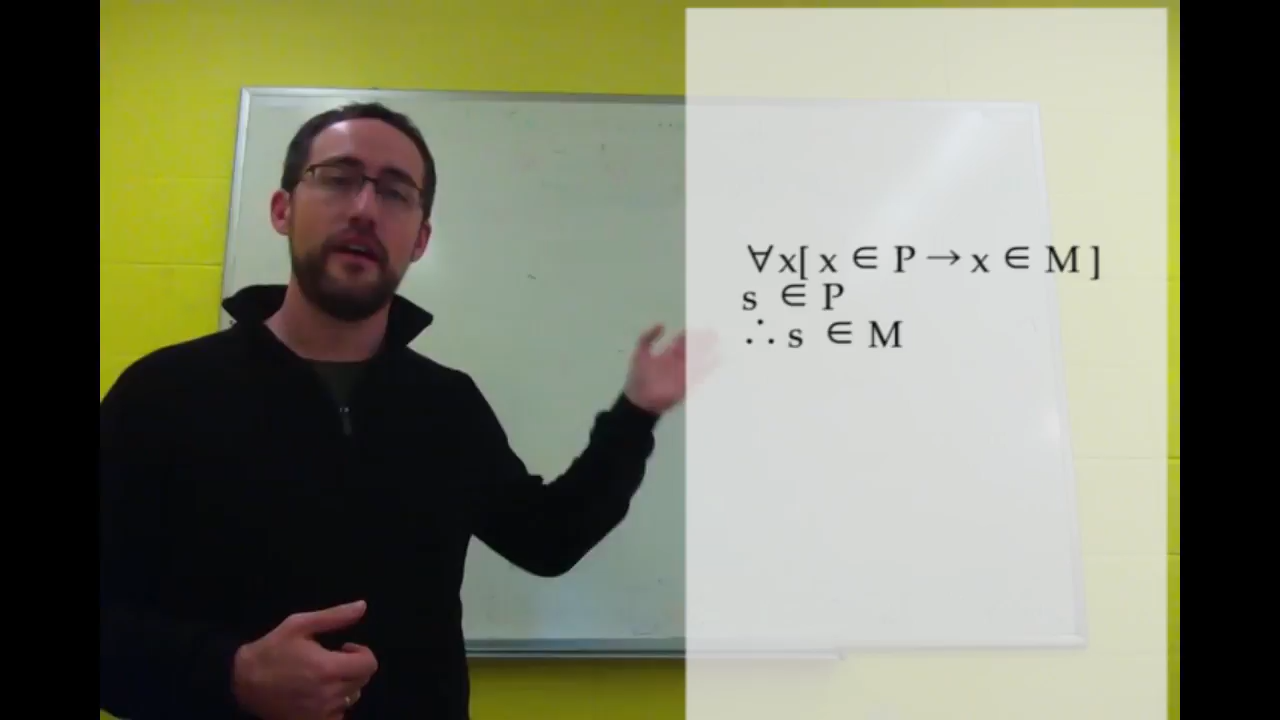 ∀x[ x ∈ P → x ∈ M ]
s ∈ P
∴ s ∈ M